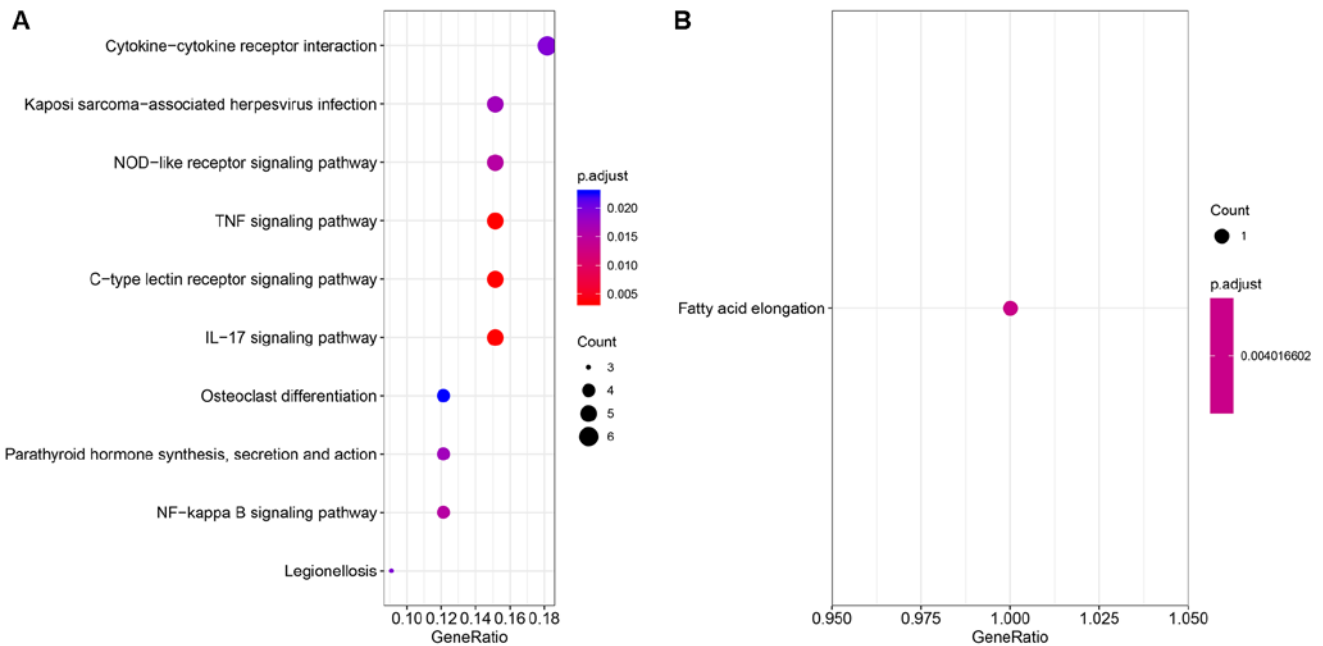 A
Cytokine−cytokine receptor interaction
Kaposi sarcoma−associated herpesvirus infection
NOD−like receptor signaling pathway
TNF signaling pathway
C−type lectin receptor signaling pathway
IL−17 signaling pathway
Osteoclast differentiation
Parathyroid hormone synthesis, secretion and action
NF−kappa B signaling pathway
Legionellosis
0.10 0.12 0.14 0.16 0.18
GeneRatio
p.adjust
0.020
0.015
0.010
0.005
Count
3
4
5
6
B
Fatty acid elongation
0.950 0.975 1.000 1.025 1.050
GeneRatio
Count
1
p.adjust
0.004016602